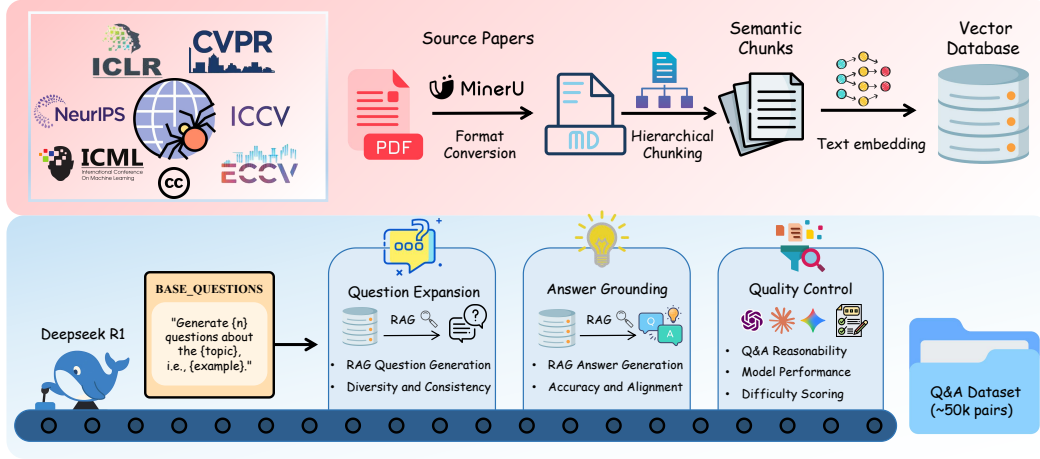 ICLR
CVPR
NeurIPS
ICCV
ICML
International Conference
On Machine Learning
ECCV
cc
Source Papers
PDF
MinerU
Format
Conversion
MD
Hierarchical
Chunking
Semantic
Chunks
Text embedding
Vector
Database
Deepseek R1
BASE_QUESTIONS
"Generate {n}
questions about
the {topic},
i.e., {example}."
Question Expansion
RAG
• RAG Question Generation
• Diversity and Consistency
Answer Grounding
RAG
Q
A
• RAG Answer Generation
• Accuracy and Alignment
Quality Control
• Q&A Reasonability
• Model Performance
• Difficulty Scoring
Q&A Dataset
(~50k pairs)